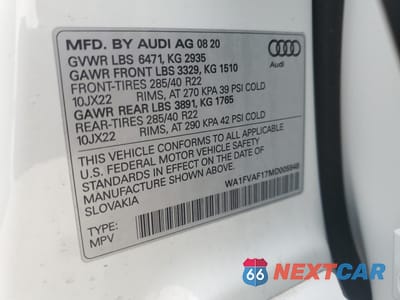 MFD. BY AUDI AG 08 20
GVWR LBS 6471, KG 2935
GAWR FRONT LBS 3329, KG 1510
FRONT-TIRES 285/40 R22
10JX22 RIMS, AT 270 KPA 39 PSI COLD
GAWR REAR LBS 3891, KG 1765
REAR-TIRES 285/40 R22
10JX22 RIMS, AT 290 KPA 42 PSI COLD
Audi
THIS VEHICLE CONFORMS TO ALL APPLICABLE
U.S. FEDERAL MOTOR VEHICLE SAFETY
STANDARDS IN EFFECT ON THE DATE OF
MANUFACTURE SHOWN ABOVE.
SLOVAKIA
WA1FVAF17MD005948
TYPE:
MPV
66 NEXTCAR